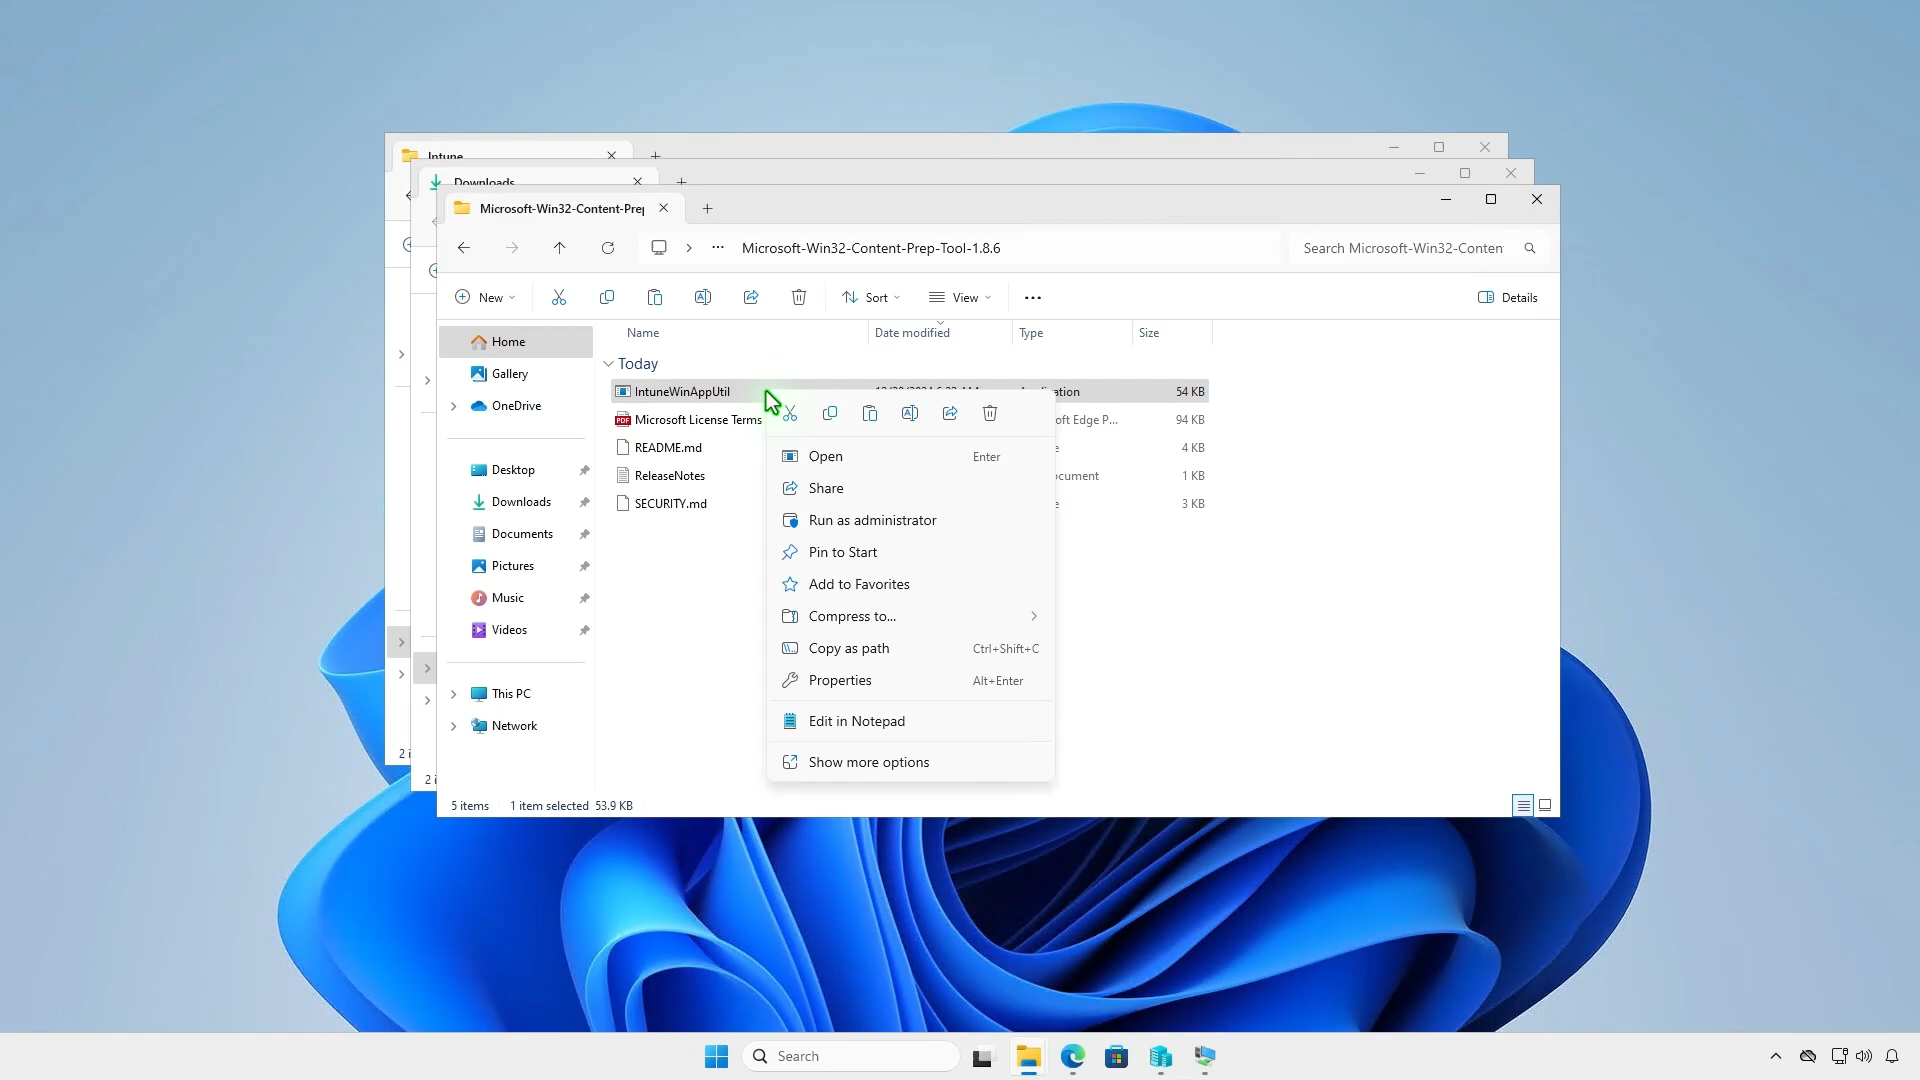 Intune
Downloads
Microsoft-Win32-Content-Prep
Microsoft-Win32-Content-Prep-Tool-1.8.6
Search Microsoft-Win32-Conten
New
Sort
View
Details
Name Date modified Type Size
Home
Gallery
OneDrive
Desktop
Downloads
Documents
Pictures
Music
Videos
This PC
Network
Today
IntuneWinAppUtil ation 54 KB
Microsoft License Terms oft Edge P... 94 KB
README.md e 4 KB
ReleaseNotes cument 1 KB
SECURITY.md e 3 KB
Open Enter
Share
Run as administrator
Pin to Start
Add to Favorites
Compress to...
Copy as path Ctrl+Shift+C
Properties Alt+Enter
Edit in Notepad
Show more options
2 i
2 i
5 items 1 item selected 53.9 KB
Search